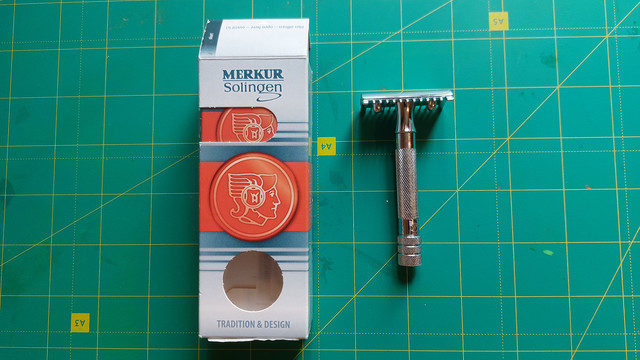 MERKUR
Solingen
TRADITION & DESIGN
A5
A4
A3